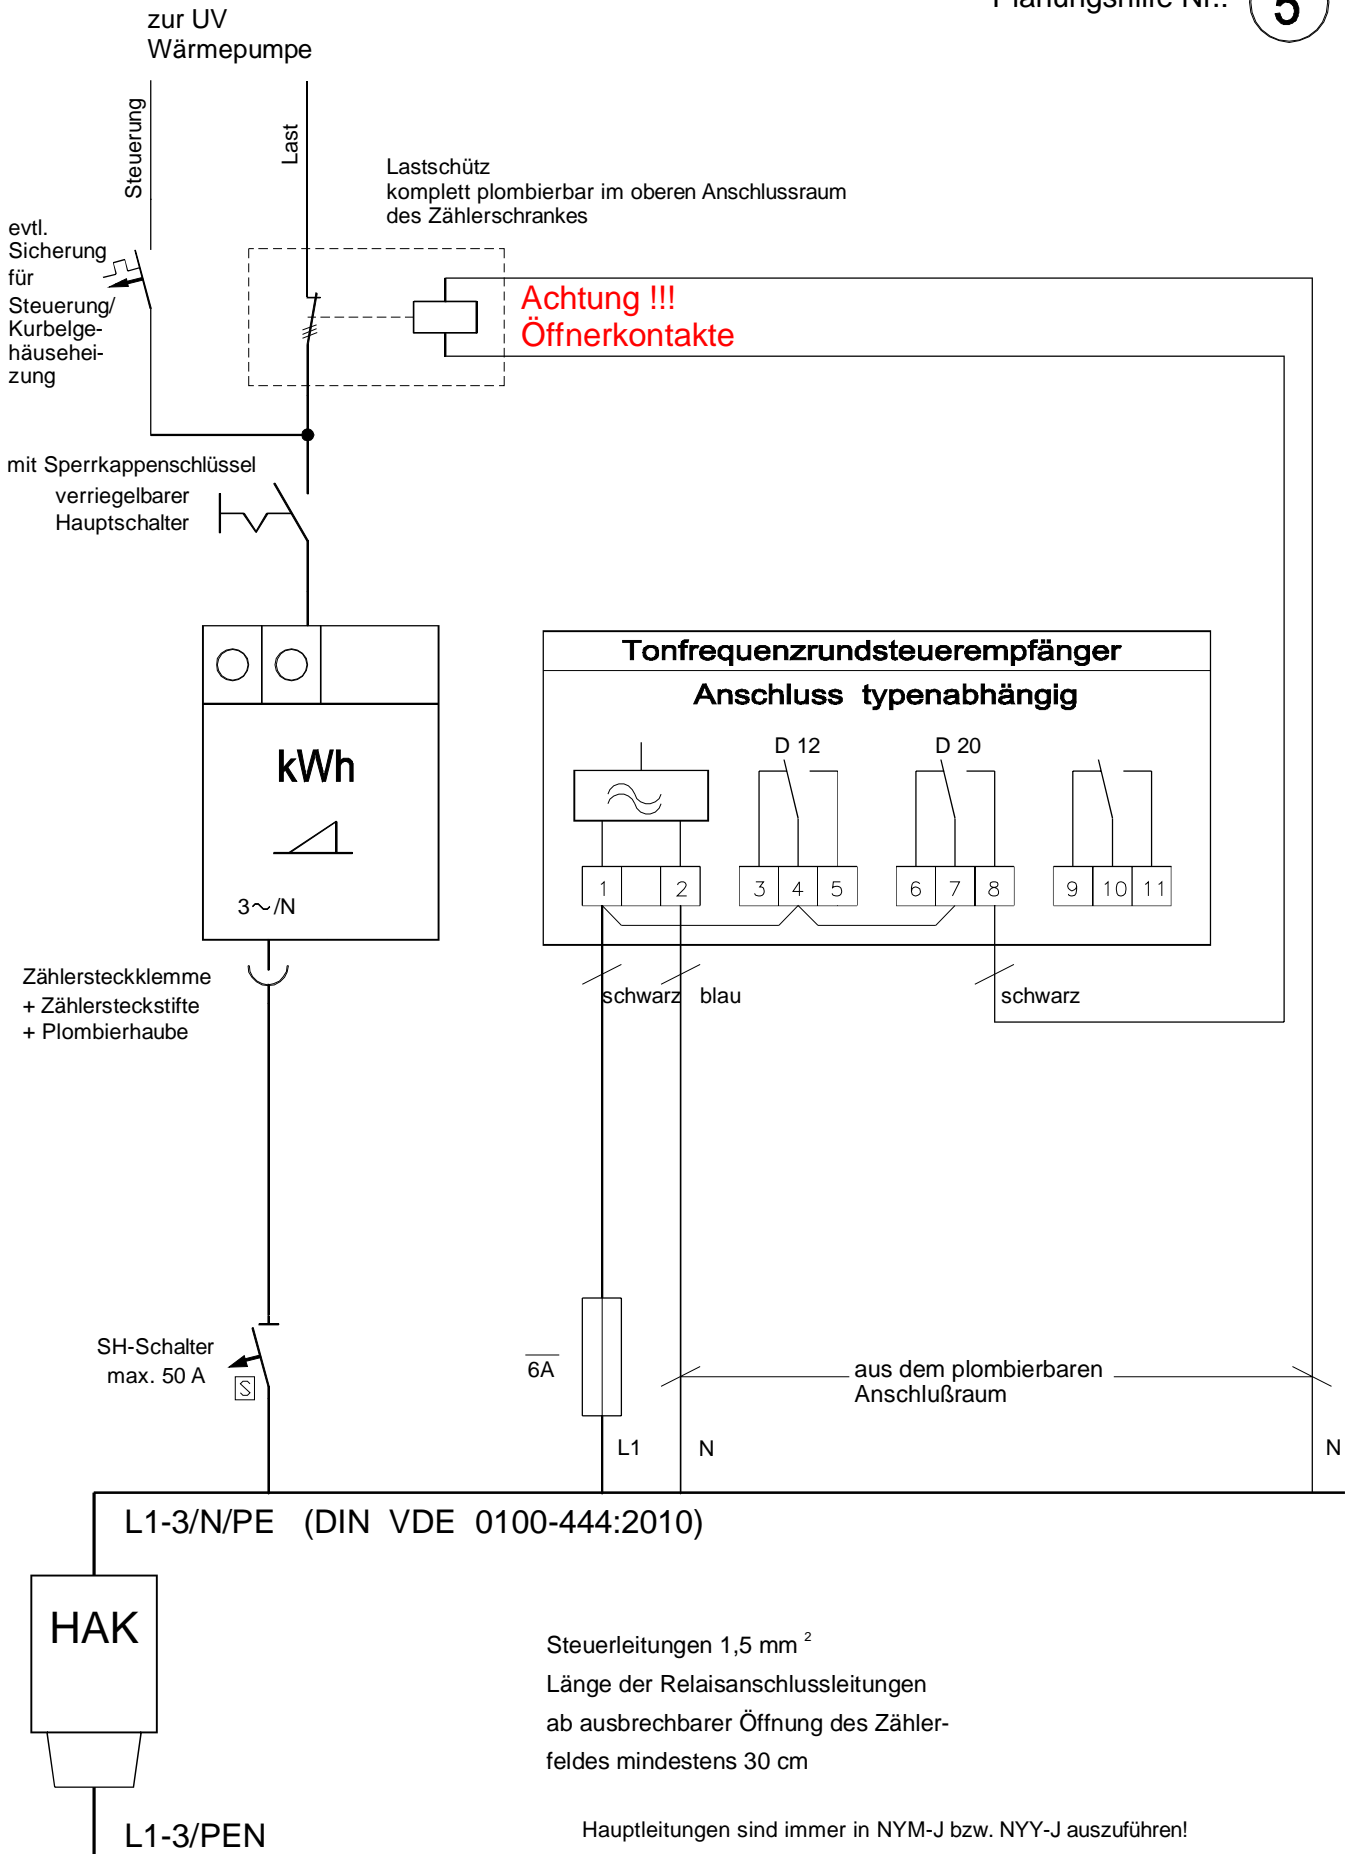 Planungshilfe Nr.:
5
zur UV
Wärmepumpe
Steuerung
Last
Lastschütz
komplett plombierbar im oberen Anschlussraum
des Zählerschrankes
evtl.
Sicherung
für
Steuerung/
Kurbelge-
häusehei-
zung
Achtung !!!
Öffnerkontakte
mit Sperrkappenschlüssel
verriegelbarer
Hauptschalter
Tonfrequenzrundsteuerempfänger
Anschluss typenabhängig
D 12
D 20
kWh
3~/N
1 2 3 4 5 6 7 8 9 10 11
Zählersteckklemme
+ Zählersteckstifte
+ Plombierhaube
schwarz
blau
schwarz
SH-Schalter
max. 50 A
S
6A
aus dem plombierbaren
Anschlußraum
L1
N
N
L1-3/N/PE (DIN VDE 0100-444:2010)
HAK
Steuerleitungen 1,5 mm ²
Länge der Relaisanschlussleitungen
ab ausbrechbarer Öffnung des Zähler-
feldes mindestens 30 cm
L1-3/PEN
Hauptleitungen sind immer in NYM-J bzw. NYY-J auszuführen!